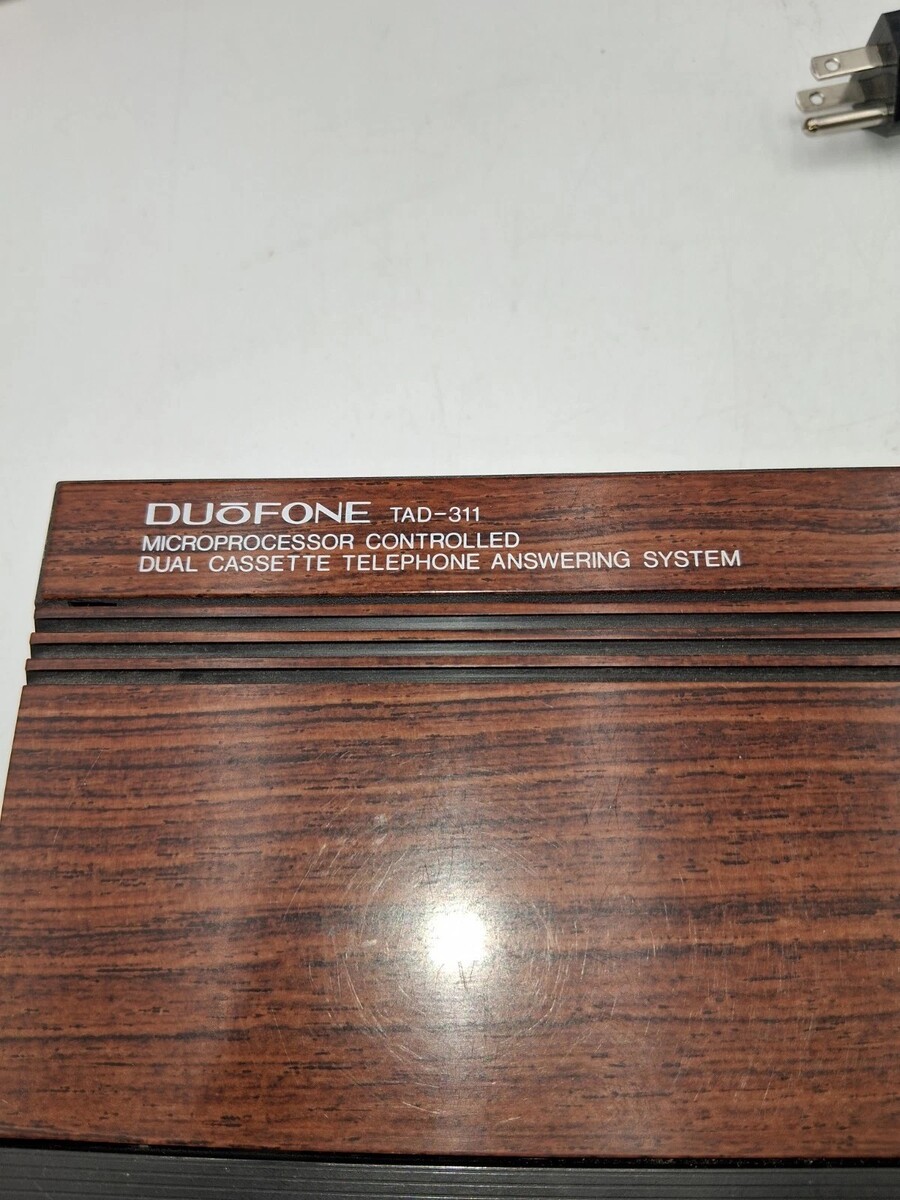 DUōFONE TAD-311
MICROPROCESSOR CONTROLLED
DUAL CASSETTE TELEPHONE ANSWERING SYSTEM